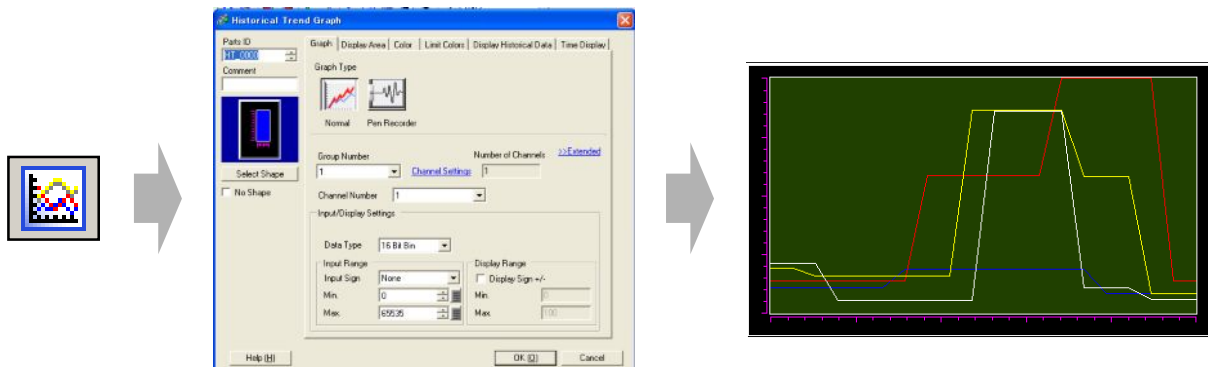 Historical Trend Graph
Parts ID
HT_0000
Comment
Select Shape
No Shape
Graph
Display Area
Color
Limit Colors
Display Historical Data
Time Display
Graph Type
Normal
Pen Recorder
Group Number
1
Channel Settings
Number of Channels
1
>>Extended
Channel Number
1
Input/Display Settings
Data Type
16 Bit Bin
Input Range
Input Sign
None
Min.
0
Max.
65535
Display Range
Display Sign +/-
Min.
0
Max.
100
Help (H)
OK (O)
Cancel